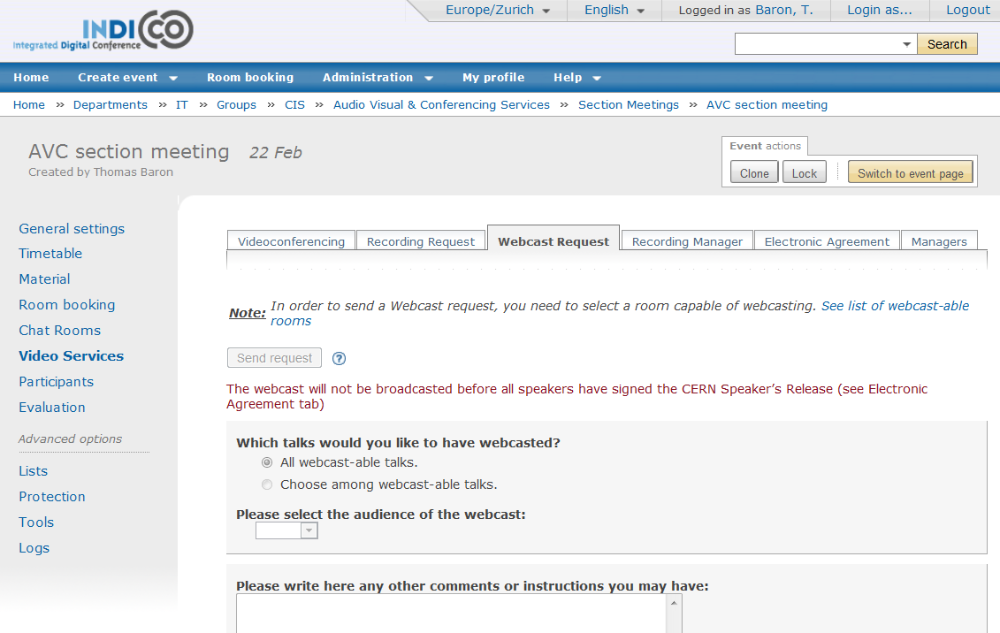 Europe/Zurich English Logged in as Baron, T. Login as... Logout
INDICO
Integrated Digital Conference
Search
Home Create event Room booking Administration My profile Help
Home » Departments » IT » Groups » CIS » Audio Visual & Conferencing Services » Section Meetings » AVC section meeting
AVC section meeting 22 Feb
Created by Thomas Baron
Event actions
Clone Lock Switch to event page
General settings
Timetable
Material
Room booking
Chat Rooms
Video Services
Participants
Evaluation
Advanced options
Lists
Protection
Tools
Logs
Videoconferencing Recording Request Webcast Request Recording Manager Electronic Agreement Managers
Note: In order to send a Webcast request, you need to select a room capable of webcasting. See list of webcast-able
rooms
Send request ?
The webcast will not be broadcasted before all speakers have signed the CERN Speaker's Release (see Electronic
Agreement tab)
Which talks would you like to have webcasted?
All webcast-able talks.
Choose among webcast-able talks.
Please select the audience of the webcast:
Please write here any other comments or instructions you may have: